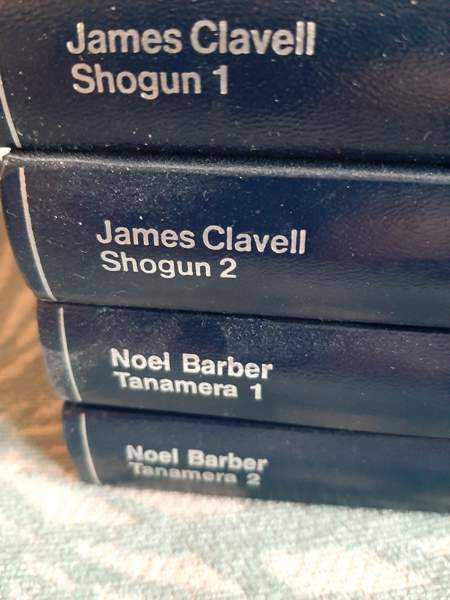 James Clavell
Shogun 1
James Clavell
Shogun 2
Noel Barber
Tanamera 1
Noel Barber
Tanamera 2